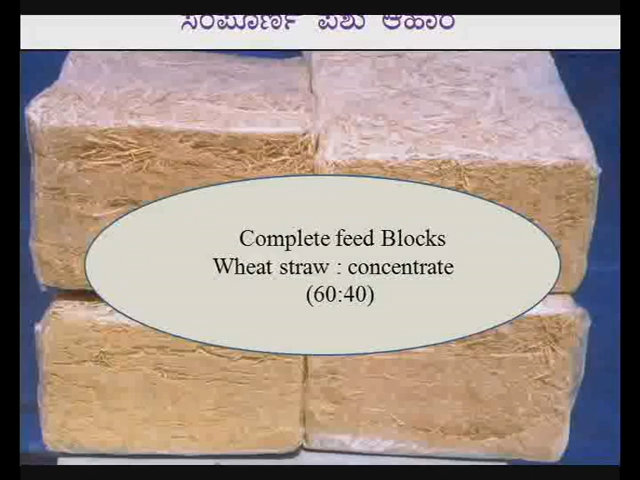 ಸಂಪೂರ್ಣ ಪಶು ಆಹಾರ
Complete feed Blocks
Wheat straw : concentrate
(60:40)